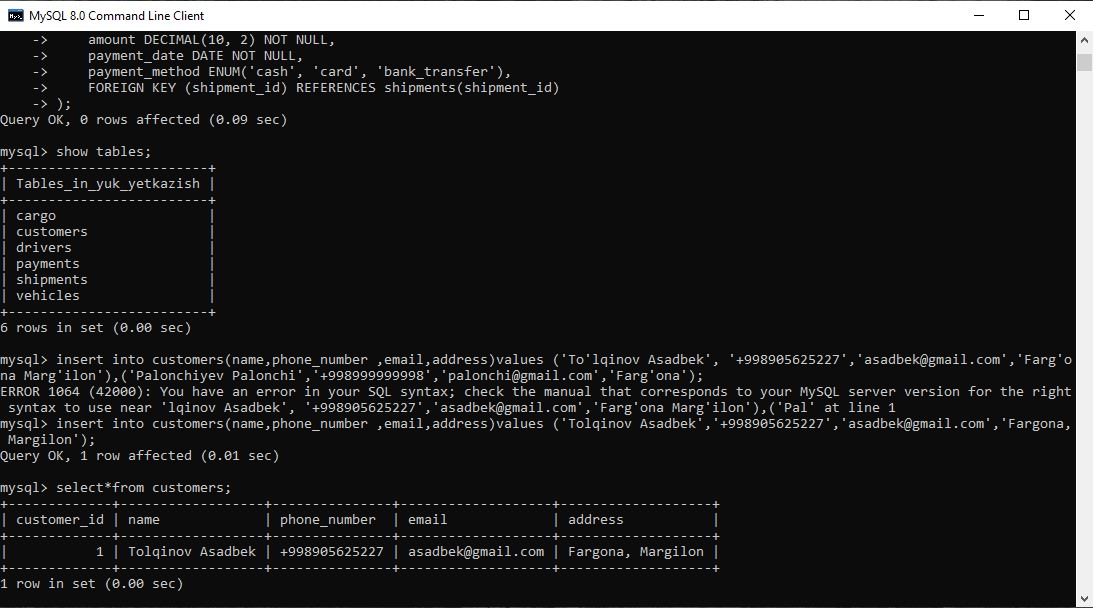 MySQL 8.0 Command Line Client
    ->     amount DECIMAL(10, 2) NOT NULL,
    ->     payment_date DATE NOT NULL,
    ->     payment_method ENUM('cash', 'card', 'bank_transfer'),
    ->     FOREIGN KEY (shipment_id) REFERENCES shipments(shipment_id)
    -> );
Query OK, 0 rows affected (0.09 sec)
mysql> show tables;
+-------------------------+
| Tables_in_yuk_yetkazish |
+-------------------------+
| cargo                   |
| customers               |
| drivers                 |
| payments                |
| shipments               |
| vehicles                |
+-------------------------+
6 rows in set (0.00 sec)
mysql> insert into customers(name,phone_number ,email,address)values ('To'lqinov Asadbek', '+998905625227','asadbek@gmail.com','Farg'o
na Marg'ilon'),('Palonchiyev Palonchi','+998999999998','palonchi@gmail.com','Farg'ona');
ERROR 1064 (42000): You have an error in your SQL syntax; check the manual that corresponds to your MySQL server version for the right
 syntax to use near 'lqinov Asadbek', '+998905625227','asadbek@gmail.com','Farg'ona Marg'ilon'),('Pal' at line 1
mysql> insert into customers(name,phone_number ,email,address)values ('Tolqinov Asadbek','+998905625227','asadbek@gmail.com','Fargona,
 Margilon');
Query OK, 1 row affected (0.01 sec)
mysql> select*from customers;
+-------------+------------------+---------------+-------------------+-------------------+
| customer_id | name             | phone_number  | email             | address           |
+-------------+------------------+---------------+-------------------+-------------------+
|           1 | Tolqinov Asadbek | +998905625227 | asadbek@gmail.com | Fargona, Margilon |
+-------------+------------------+---------------+-------------------+-------------------+
1 row in set (0.00 sec)